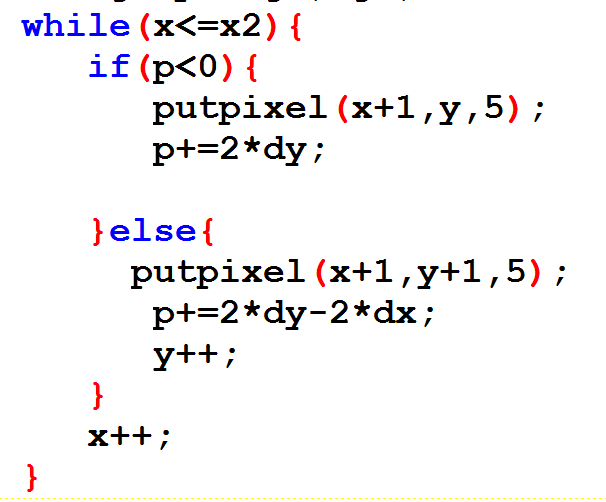 while(x<=x2){
if(p<0){
putpixel(x+1,y,5);
p+=2*dy;
}else{
putpixel(x+1,y+1,5);
p+=2*dy-2*dx;
y++;
}
x++;
}